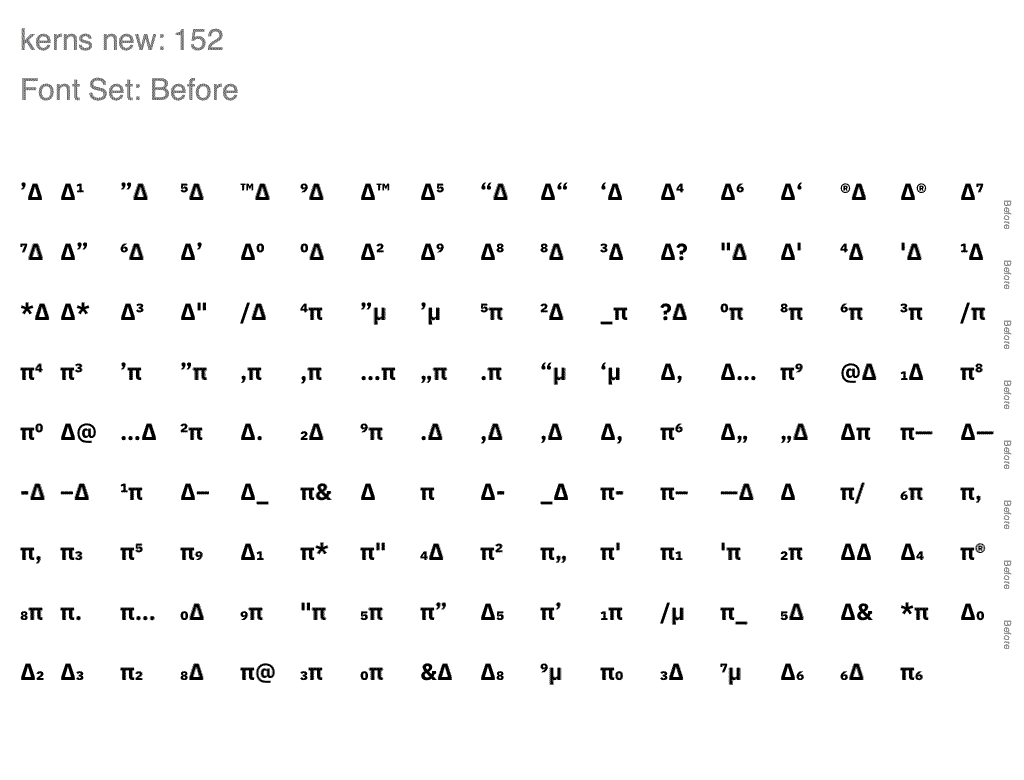 kerns new: 152
Font Set: Before
’Δ Δ¹ ”Δ ⁵Δ ™Δ ⁹Δ Δ™ Δ⁵ “Δ Δ“ ‘Δ Δ⁴ Δ⁶ Δ‘ ®Δ Δ® Δ⁷
Before
⁷Δ Δ” ⁶Δ Δ’ Δ⁰ ⁰Δ Δ² Δ⁹ Δ⁸ ⁸Δ ³Δ Δ? "Δ Δ' ⁴Δ 'Δ ¹Δ
Before
*Δ Δ* Δ³ Δ" /Δ ⁴π ”μ ’μ ⁵π ²Δ _π ?Δ ⁰π ⁸π ⁶π ³π /π
Before
π⁴ π³ ’π ”π ‚π ,π …π „π .π “μ ‘μ Δ, Δ… π⁹ @Δ ₁Δ π⁸
Before
π⁰ Δ@ …Δ ²π Δ. ₂Δ ⁹π .Δ ‚Δ ,Δ Δ‚ π⁶ Δ„ „Δ Δπ π— Δ—
Before
-Δ –Δ ¹π Δ– Δ_ π& Δ π Δ- _Δ π- π– —Δ Δ π/ ₆π π,
Before
π‚ π₃ π⁵ π₉ Δ₁ π* π" ₄Δ π² π„ π' π₁ 'π ₂π ΔΔ Δ₄ π®
Before
₈π π. π… ₀Δ ₉π "π ₅π π” Δ₅ π’ ₁π /μ π_ ₅Δ Δ& *π Δ₀
Before
Δ₂ Δ₃ π₂ ₈Δ π@ ₃π ₀π &Δ Δ₈ ⁹μ π₀ ₃Δ ⁷μ Δ₆ ₆Δ π₆